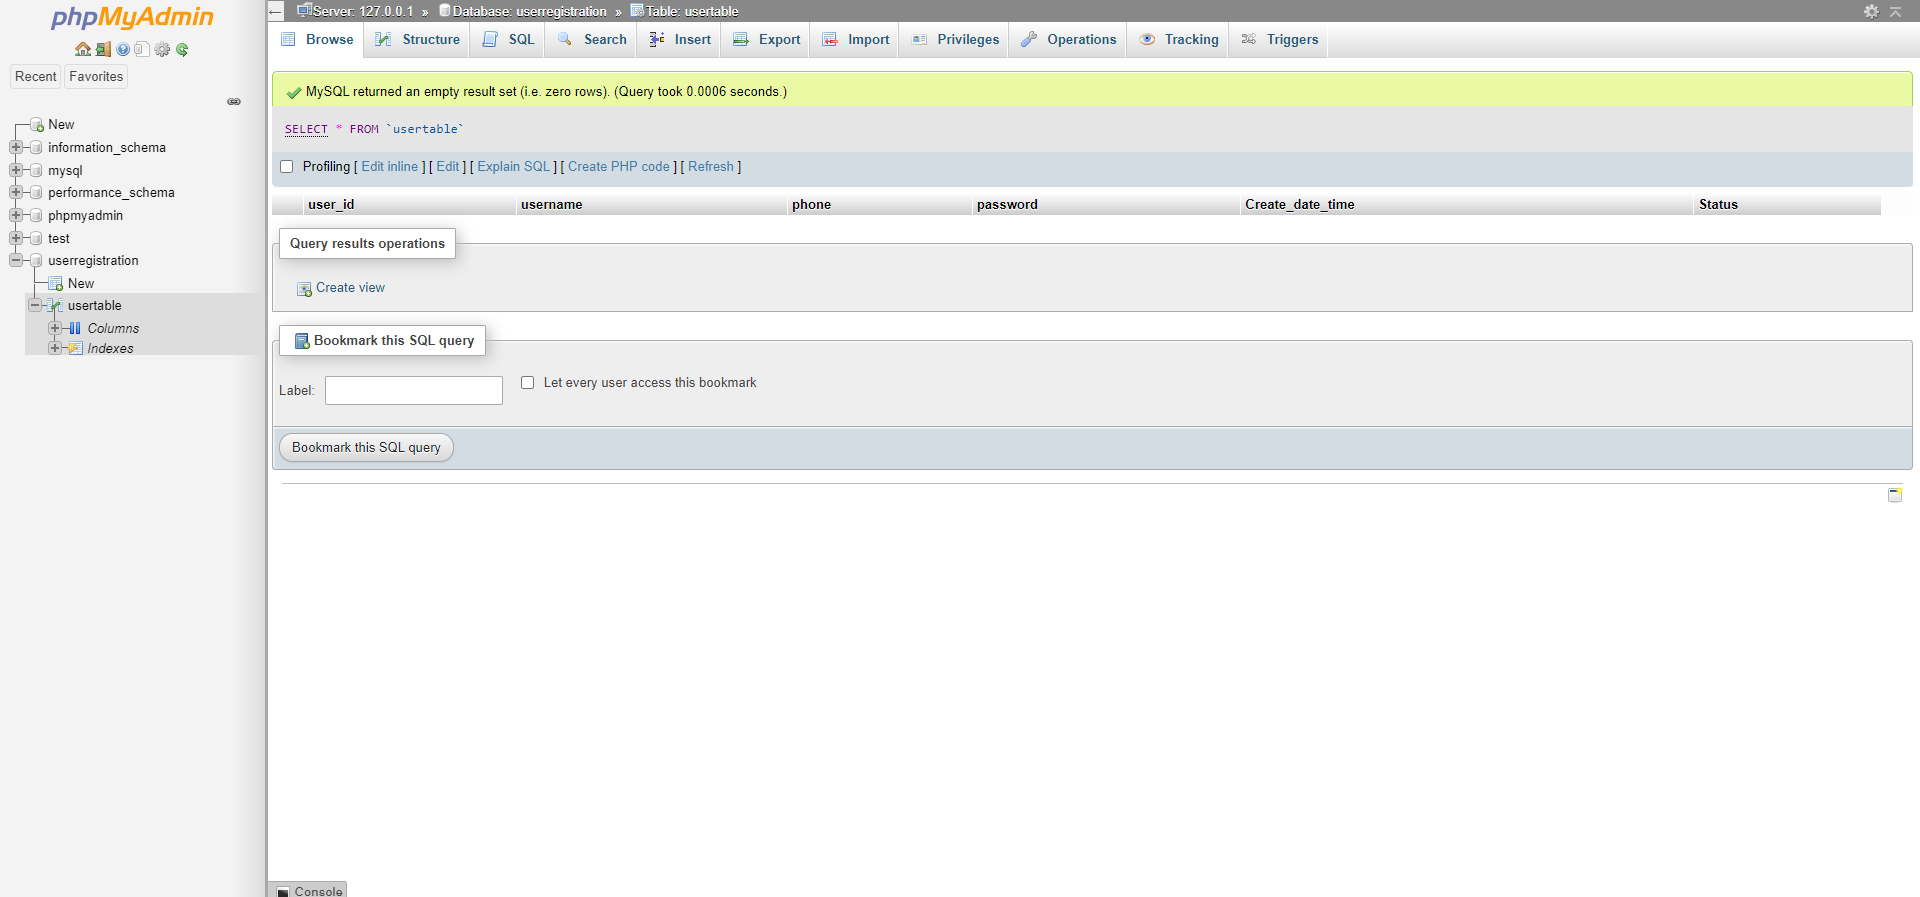 phpMyAdmin
Recent
Favorites
New
information_schema
mysql
performance_schema
phpmyadmin
test
userregistration
New
usertable
Columns
Indexes
Server: 127.0.0.1 » Database: userregistration » Table: usertable
Browse Structure SQL Search Insert Export Import Privileges Operations Tracking Triggers
MySQL returned an empty result set (i.e. zero rows). (Query took 0.0006 seconds.)
SELECT * FROM `usertable`
Profiling [ Edit inline ] [ Edit ] [ Explain SQL ] [ Create PHP code ] [ Refresh ]
user_id username phone password Create_date_time Status
Query results operations
Create view
Bookmark this SQL query
Label: Let every user access this bookmark
Bookmark this SQL query
Console